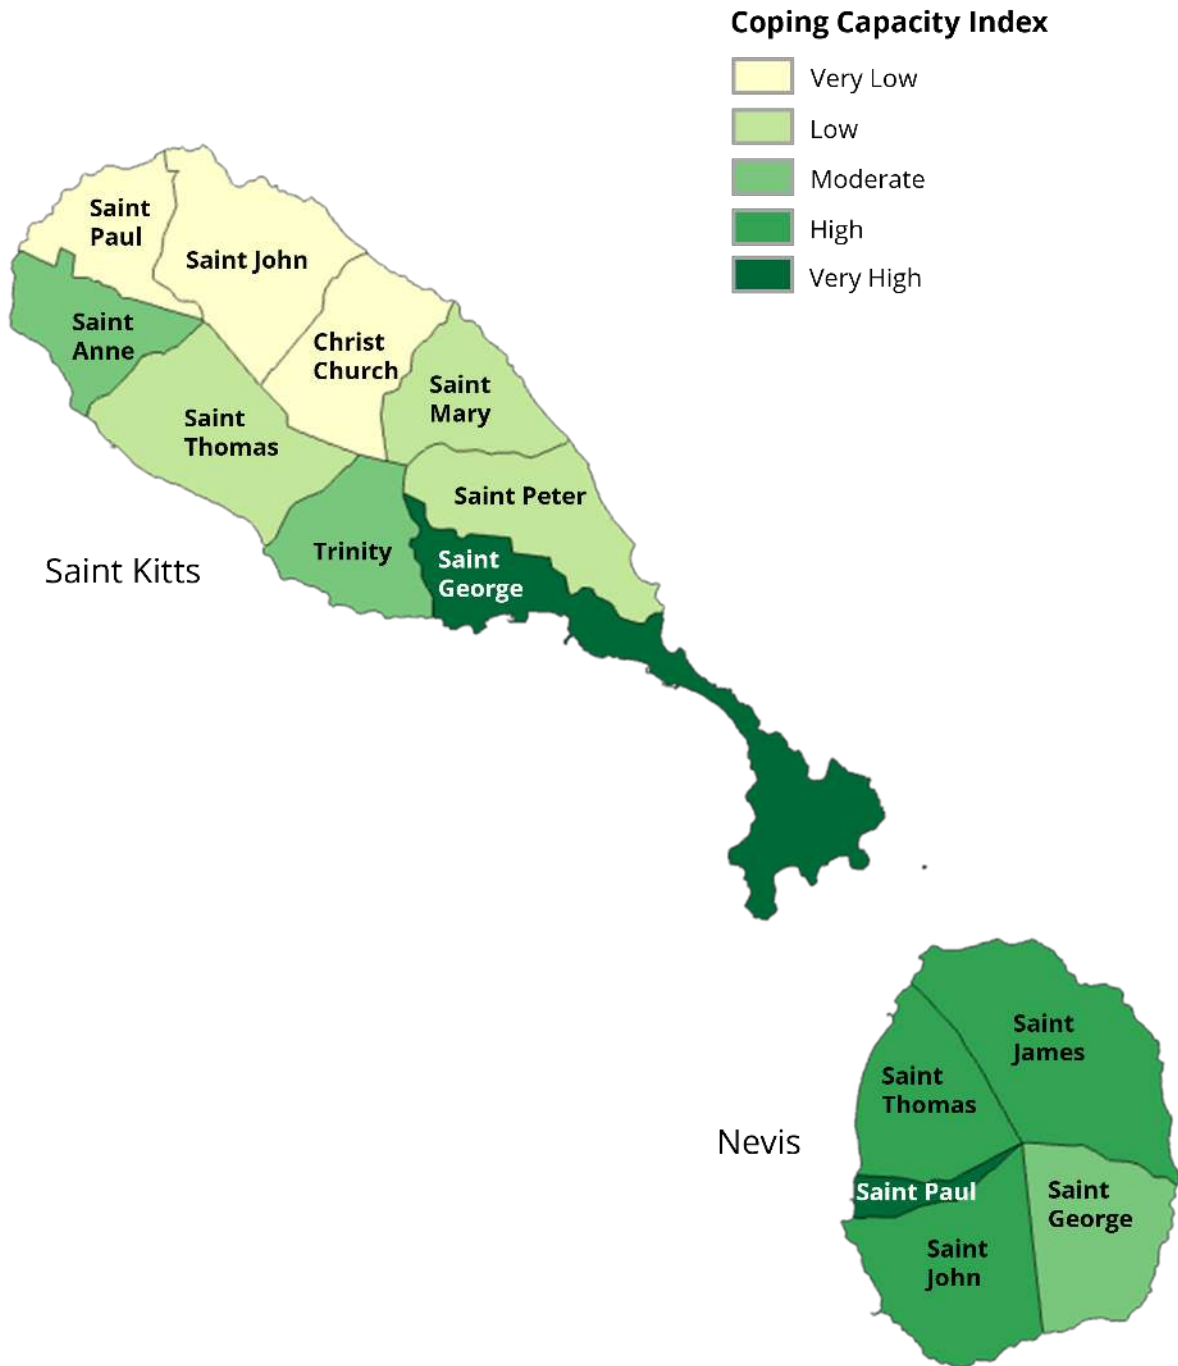 Coping Capacity Index
Very Low
Low
Moderate
High
Very High
Saint
Paul
Saint John
Saint
Anne
Christ
Church
Saint
Mary
Saint
Thomas
Saint Peter
Trinity
Saint
George
Saint Kitts
Saint
James
Saint
Thomas
Nevis
Saint Paul
Saint
George
Saint
John